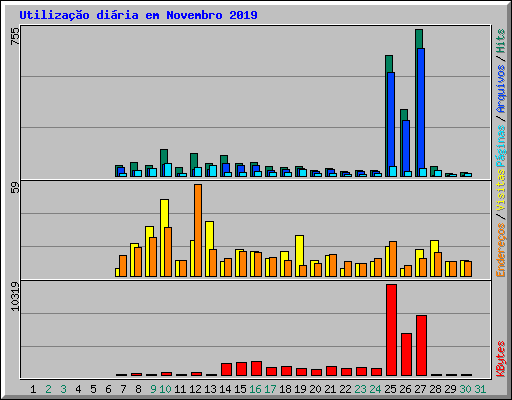 Utilização diária em Novembro 2019
755
Endereços / Visitas Páginas / Arquivos / Hits
59
10319
KBytes
1 2 3 4 5 6 7 8 9 10 11 12 13 14 15 16 17 18 19 20 21 22 23 24 25 26 27 28 29 30 31